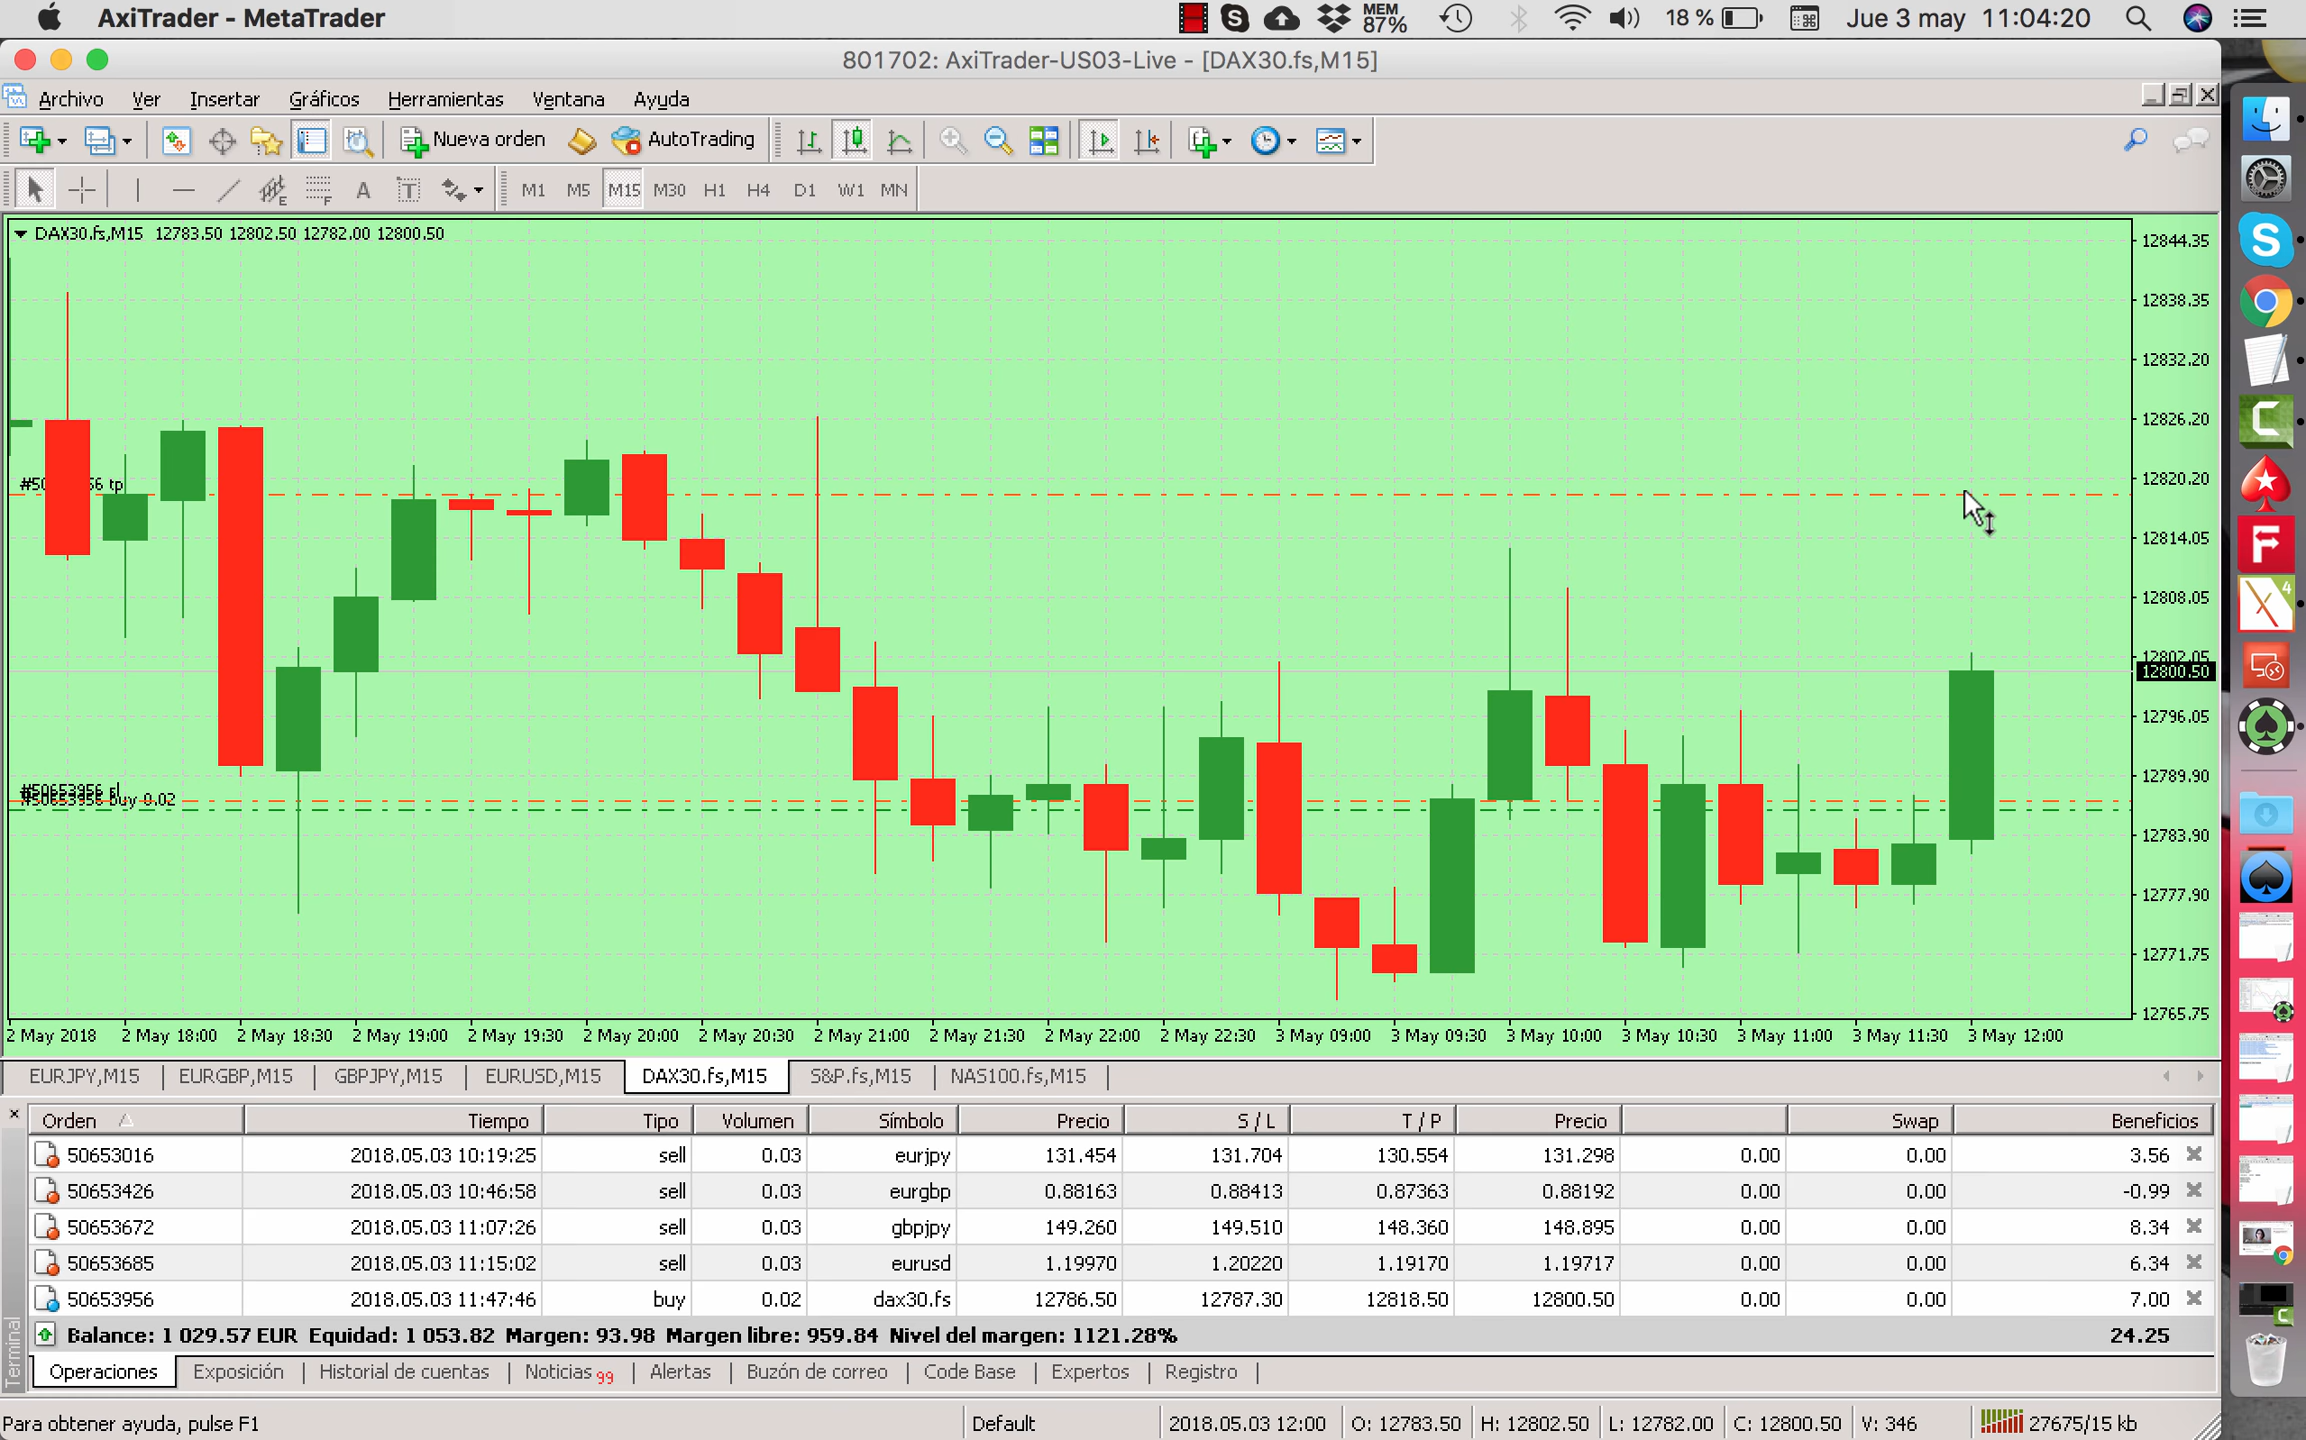 AxiTrader - MetaTrader MEM 87% 18 % Jue 3 may 11:04:20
801702: AxiTrader-US03-Live - [DAX30.fs,M15]
Archivo Ver Insertar Gráficos Herramientas Ventana Ayuda
Nueva orden AutoTrading
E F A T M1 M5 M15 M30 H1 H4 D1 W1 MN
DAX30.fs,M15 12783.50 12802.50 12782.00 12800.50
12844.35
12838.35
12832.20
12826.20
tp
12820.20
12814.05
12808.05
12802.05
12800.50
12796.05
12789.90
#50653956 sl
#50653956 buy 0.02
12783.90
12777.90
12771.75
12765.75
2 May 2018 2 May 18:00 2 May 18:30 2 May 19:00 2 May 19:30 2 May 20:00 2 May 20:30 2 May 21:00 2 May 21:30 2 May 22:00 2 May 22:30 3 May 09:00 3 May 09:30 3 May 10:00 3 May 10:30 3 May 11:00 3 May 11:30 3 May 12:00
EURJPY,M15 EURGBP,M15 GBPJPY,M15 EURUSD,M15 DAX30.fs,M15 S&P.fs,M15 NAS100.fs,M15
Orden Tiempo Tipo Volumen Símbolo Precio S / L T / P Precio Swap Beneficios
50653016 2018.05.03 10:19:25 sell 0.03 eurjpy 131.454 131.704 130.554 131.298 0.00 0.00 3.56
50653426 2018.05.03 10:46:58 sell 0.03 eurgbp 0.88163 0.88413 0.87363 0.88192 0.00 0.00 -0.99
50653672 2018.05.03 11:07:26 sell 0.03 gbpjpy 149.260 149.510 148.360 148.895 0.00 0.00 8.34
50653685 2018.05.03 11:15:02 sell 0.03 eurusd 1.19970 1.20220 1.19170 1.19717 0.00 0.00 6.34
50653956 2018.05.03 11:47:46 buy 0.02 dax30.fs 12786.50 12787.30 12818.50 12800.50 0.00 0.00 7.00
Balance: 1 029.57 EUR Equidad: 1 053.82 Margen: 93.98 Margen libre: 959.84 Nivel del margen: 1121.28% 24.25
Terminal
Operaciones Exposición Historial de cuentas Noticias 99 Alertas Buzón de correo Code Base Expertos Registro
Para obtener ayuda, pulse F1 Default 2018.05.03 12:00 O: 12783.50 H: 12802.50 L: 12782.00 C: 12800.50 V: 346 27675/15 kb